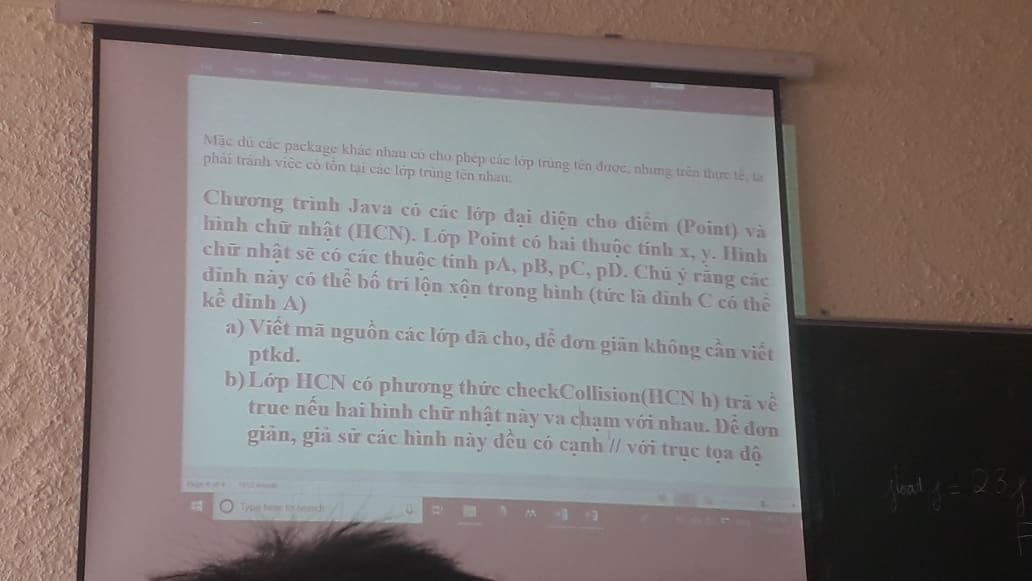 Mặc dù các package khác nhau có cho phép các lớp trùng tên được, nhưng trên thực tế, ta
phải tránh việc có tồn tại các lớp trùng tên nhau.
Chương trình Java có các lớp đại diện cho điểm (Point) và
hình chữ nhật (HCN). Lớp Point có hai thuộc tính x, y. Hình
chữ nhật sẽ có các thuộc tính pA, pB, pC, pD. Chú ý rằng các
đỉnh này có thể bố trí lộn xộn trong hình (tức là đỉnh C có thể
kề đỉnh A)
a) Viết mã nguồn các lớp đã cho, để đơn giản không cần viết
ptkd.
b) Lớp HCN có phương thức checkCollision(HCN h) trả về
true nếu hai hình chữ nhật này va chạm với nhau. Để đơn
giản, giả sử các hình này đều có cạnh // với trục tọa độ
Type here to search